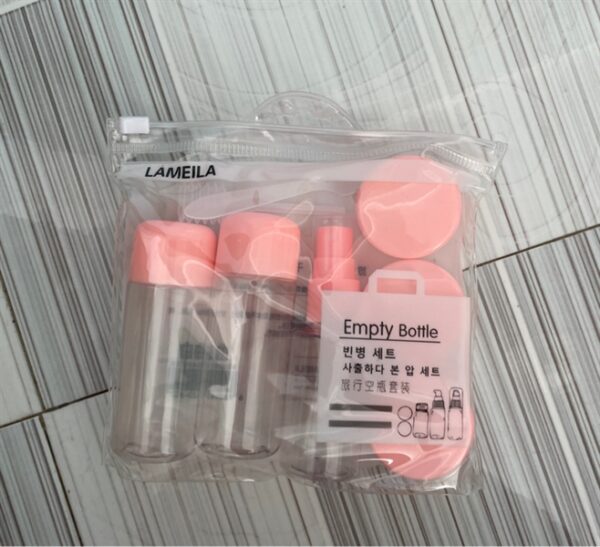 LAMEILA
Empty Bottle
빈병 세트
사출하다 본 압 세트
旅行空瓶套装